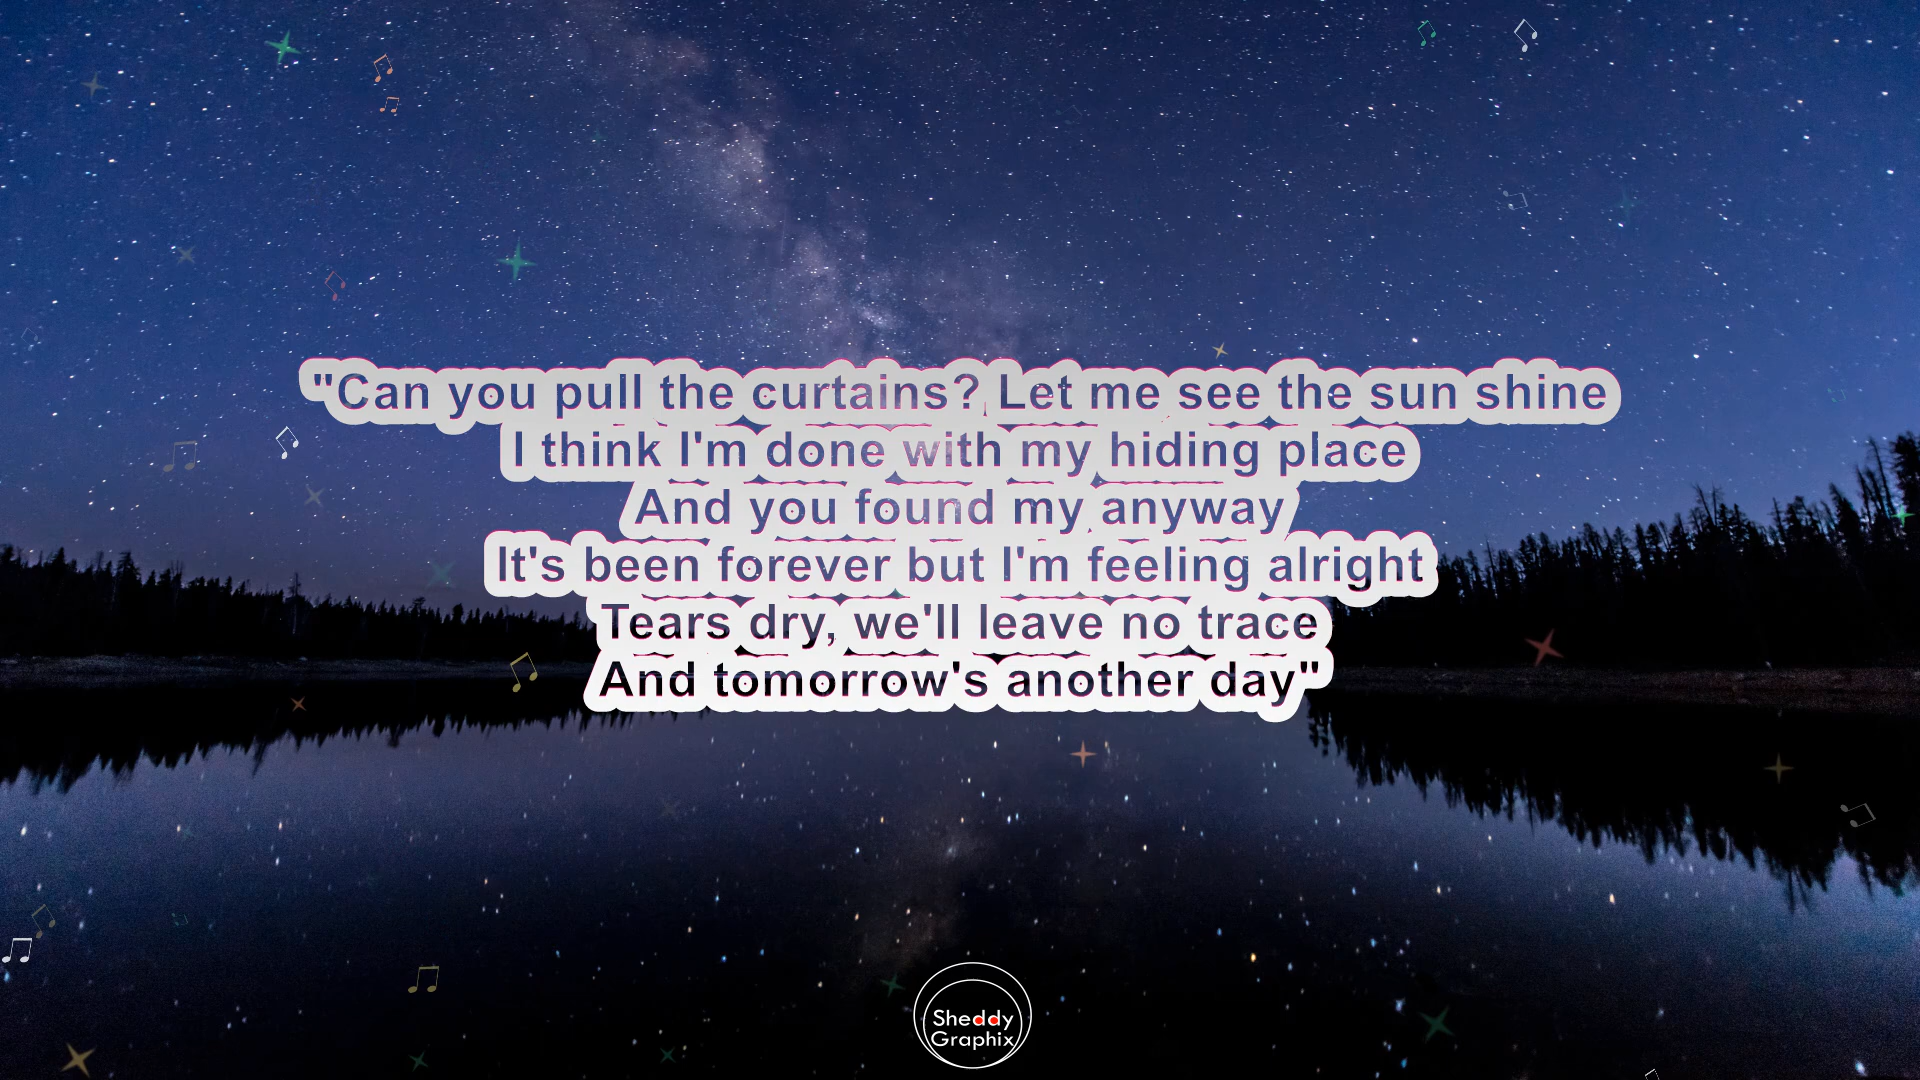 "Can you pull the curtains? Let me see the sun shine
I think I'm done with my hiding place
And you found my anyway
It's been forever but I'm feeling alright
Tears dry, we'll leave no trace
And tomorrow's another day"
Sheddy
Graphix